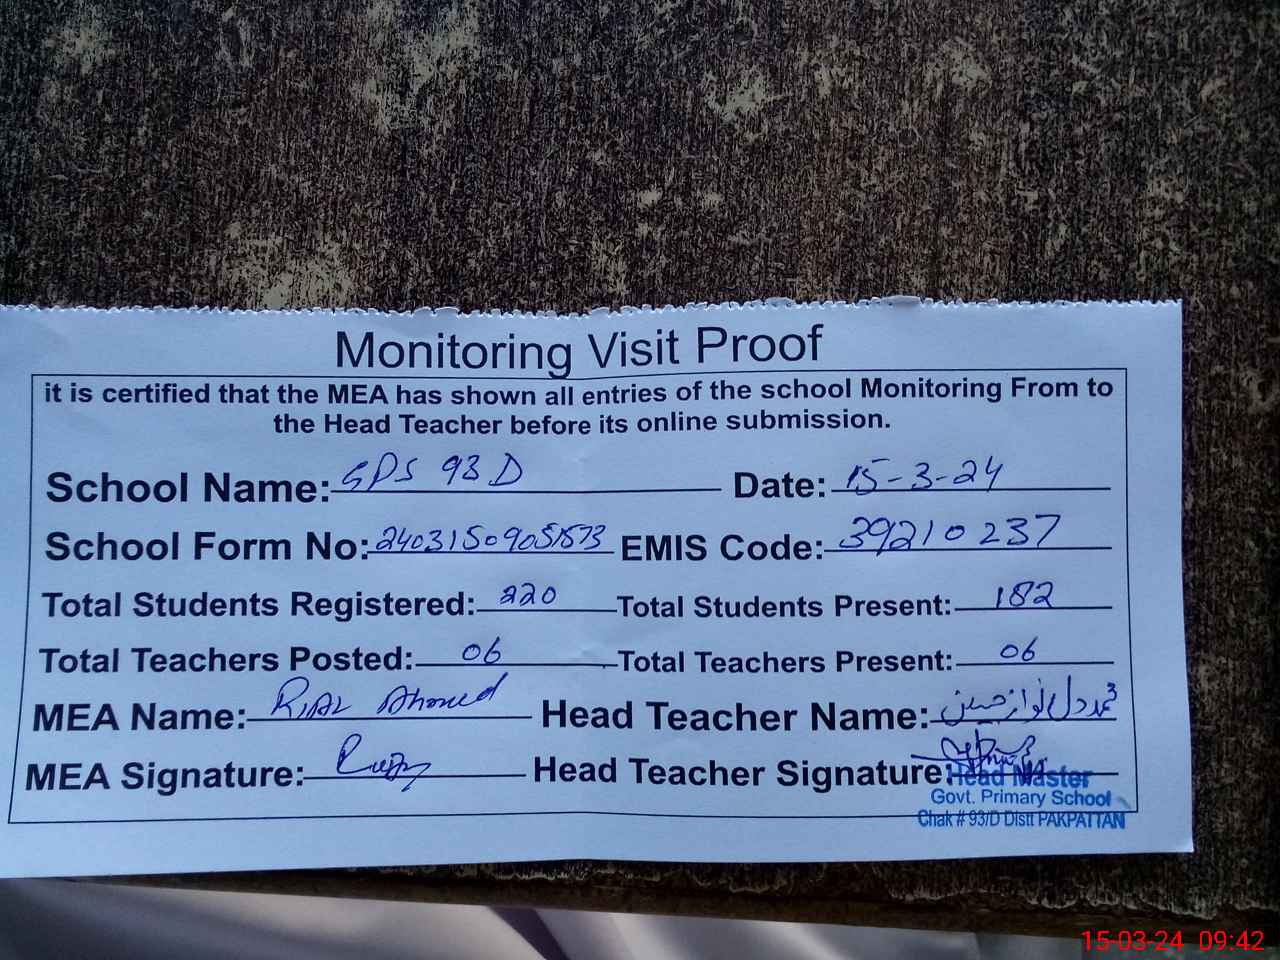 Monitoring Visit Proof
it is certified that the MEA has shown all entries of the school Monitoring From to
the Head Teacher before its online submission.
School Name: GPS 93 D Date: 15-3-24
School Form No: 24031509051573 EMIS Code: 39210237
Total Students Registered: 220 Total Students Present: 182
Total Teachers Posted: 06 Total Teachers Present: 06
MEA Name: Riaz Ahmed Head Teacher Name: محمد دل نواز حسین
MEA Signature: Head Teacher Signature:
Head Master
Govt. Primary School
Chak # 93/D Distt PAKPATTAN
15-03-24 09:42